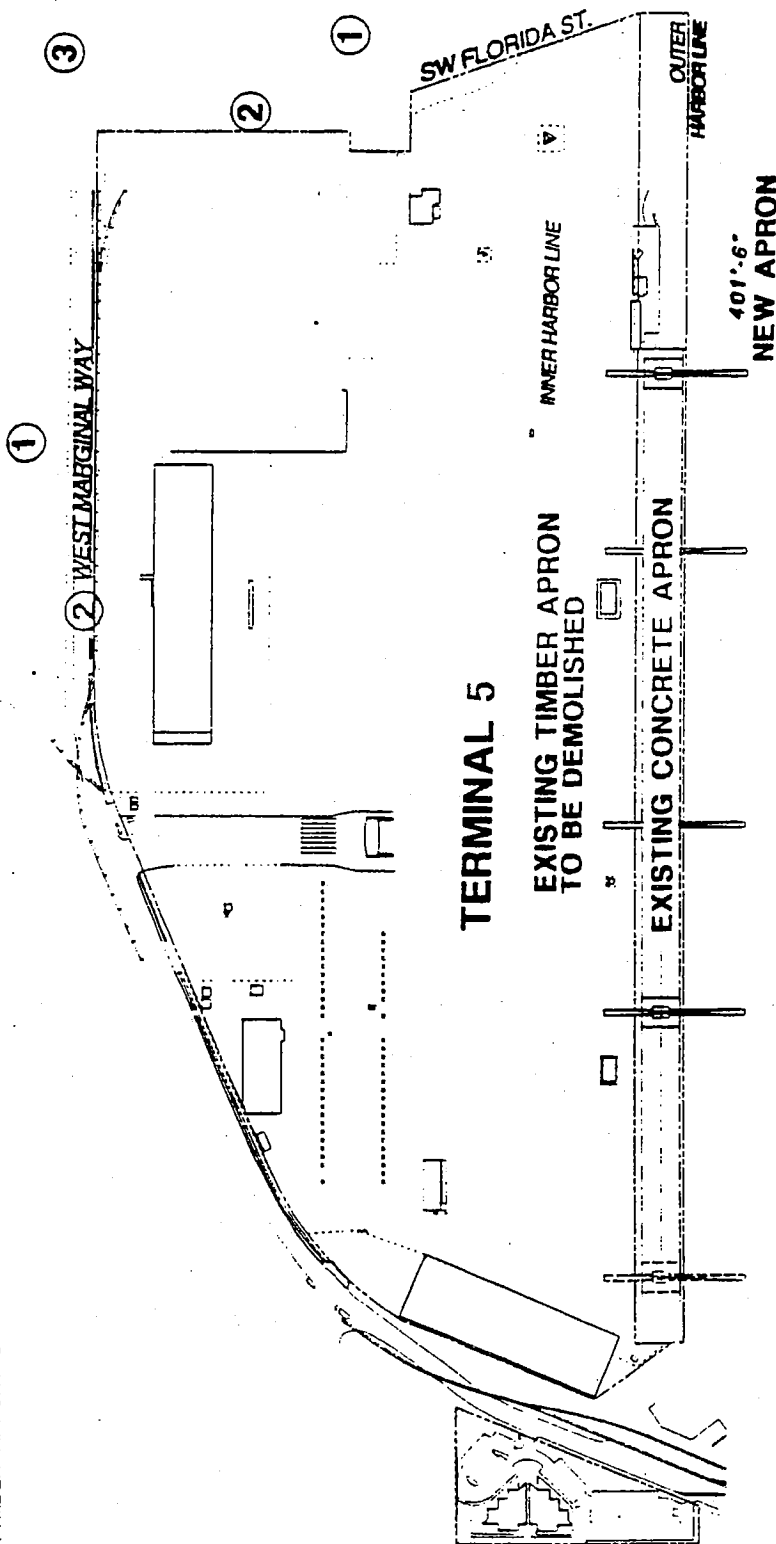 ③
①
SW FLORIDA ST.
②
①
② WEST MARGINAL WAY
OUTER
HARBOR LINE
INNER HARBOR LINE
401'-6"
NEW APRON
TERMINAL 5
EXISTING TIMBER APRON
TO BE DEMOLISHED
EXISTING CONCRETE APRON